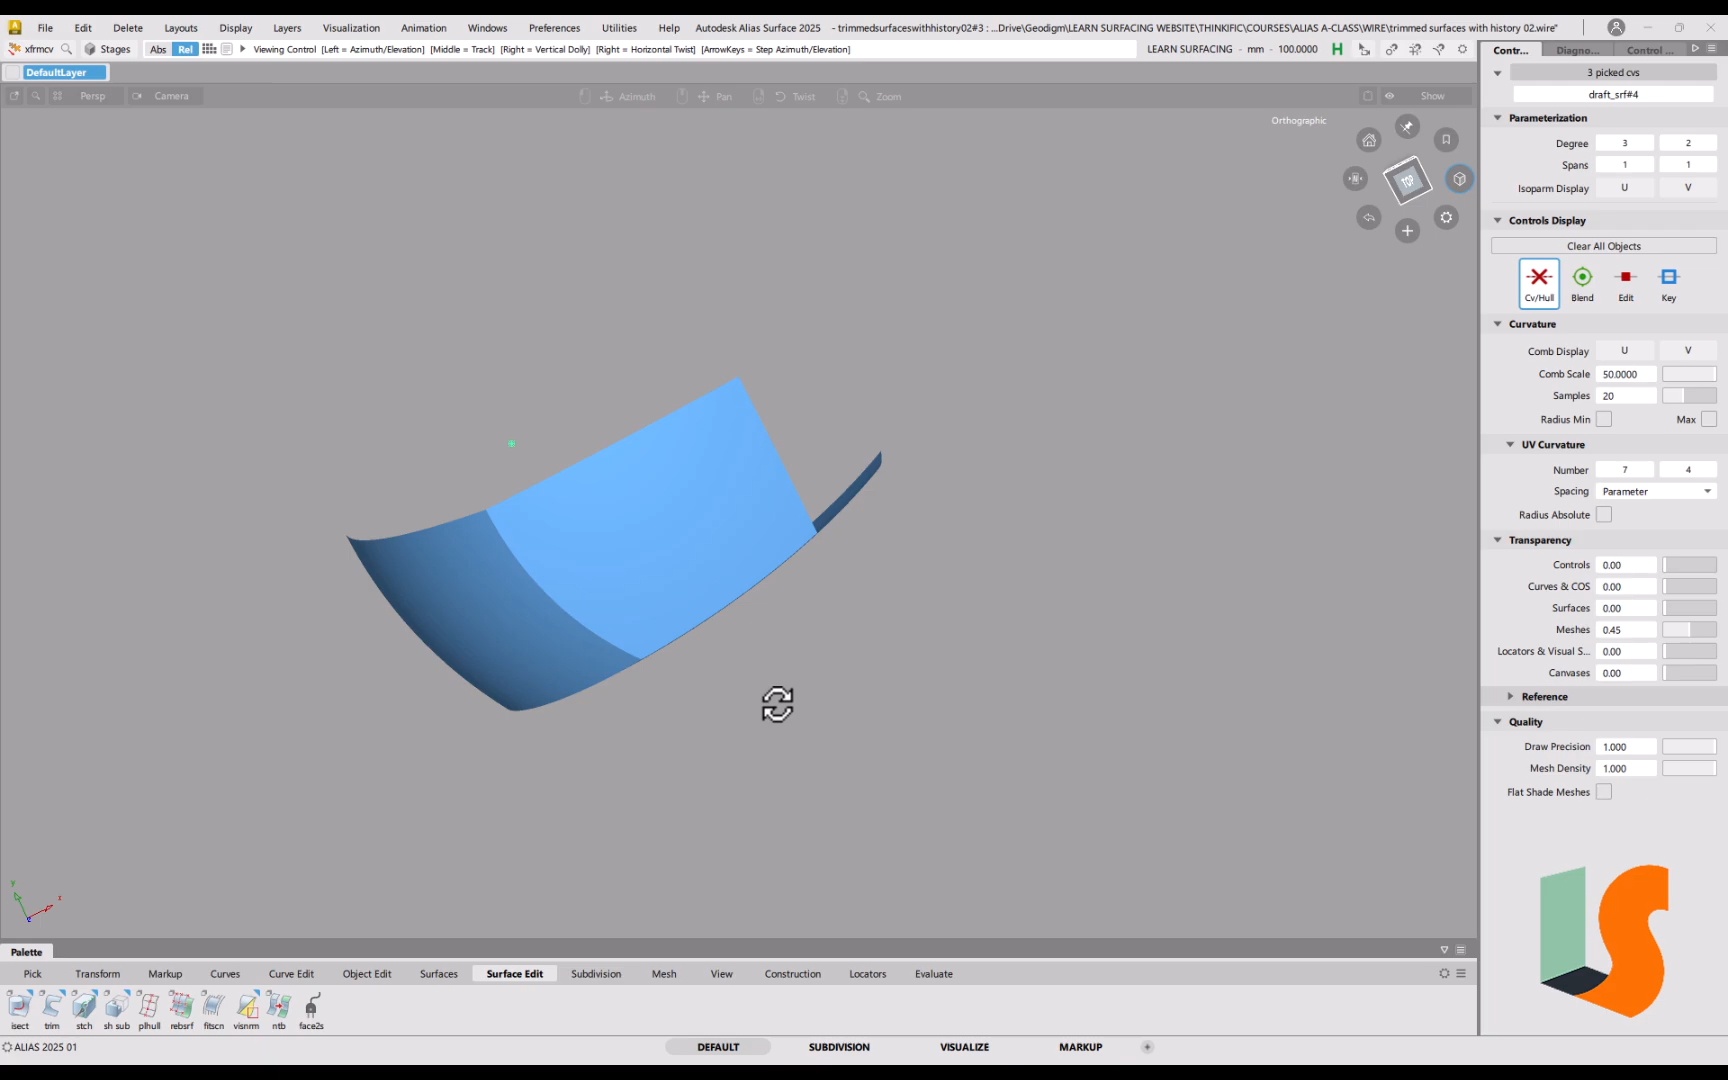 File Edit Delete Layouts Display Layers Visualization Animation Windows Preferences Utilities Help Autodesk Alias Surface 2025 - trimmedsurfaceswithhistory02#3 : ...Drive\Geodigm\LEARN SURFACING WEBSITE\THINKIFIC\COURSES\ALIAS A-CLASS\WIRE\trimmed surfaces with history 02.wire*
xfrmcv Stages Abs Rel Viewing Control [Left = Azimuth/Elevation] [Middle = Track] [Right = Vertical Dolly] [Right = Horizontal Twist] [ArrowKeys = Step Azimuth/Elevation] LEARN SURFACING - mm - 100.0000 H
Contr... Diagno... Control ...
DefaultLayer
3 picked cvs
Persp Camera Azimuth Pan Twist Zoom Show
draft_srf#4
Orthographic
TOP
Parameterization
Degree 3 2
Spans 1 1
Isoparm Display U V
Controls Display
Clear All Objects
Cv/Hull Blend Edit Key
Curvature
Comb Display U V
Comb Scale 50.0000
Samples 20
Radius Min Max
UV Curvature
Number 7 4
Spacing Parameter
Radius Absolute
Transparency
Controls 0.00
Curves & COS 0.00
Surfaces 0.00
Meshes 0.45
Locators & Visual S... 0.00
Canvases 0.00
Reference
Quality
Draw Precision 1.000
Mesh Density 1.000
Flat Shade Meshes
Y
X
Z
Palette
Pick Transform Markup Curves Curve Edit Object Edit Surfaces Surface Edit Subdivision Mesh View Construction Locators Evaluate
isect trim stch sh sub plhull rebsrf fitscn visnrm ntb face2s
ALIAS 2025 01 DEFAULT SUBDIVISION VISUALIZE MARKUP +